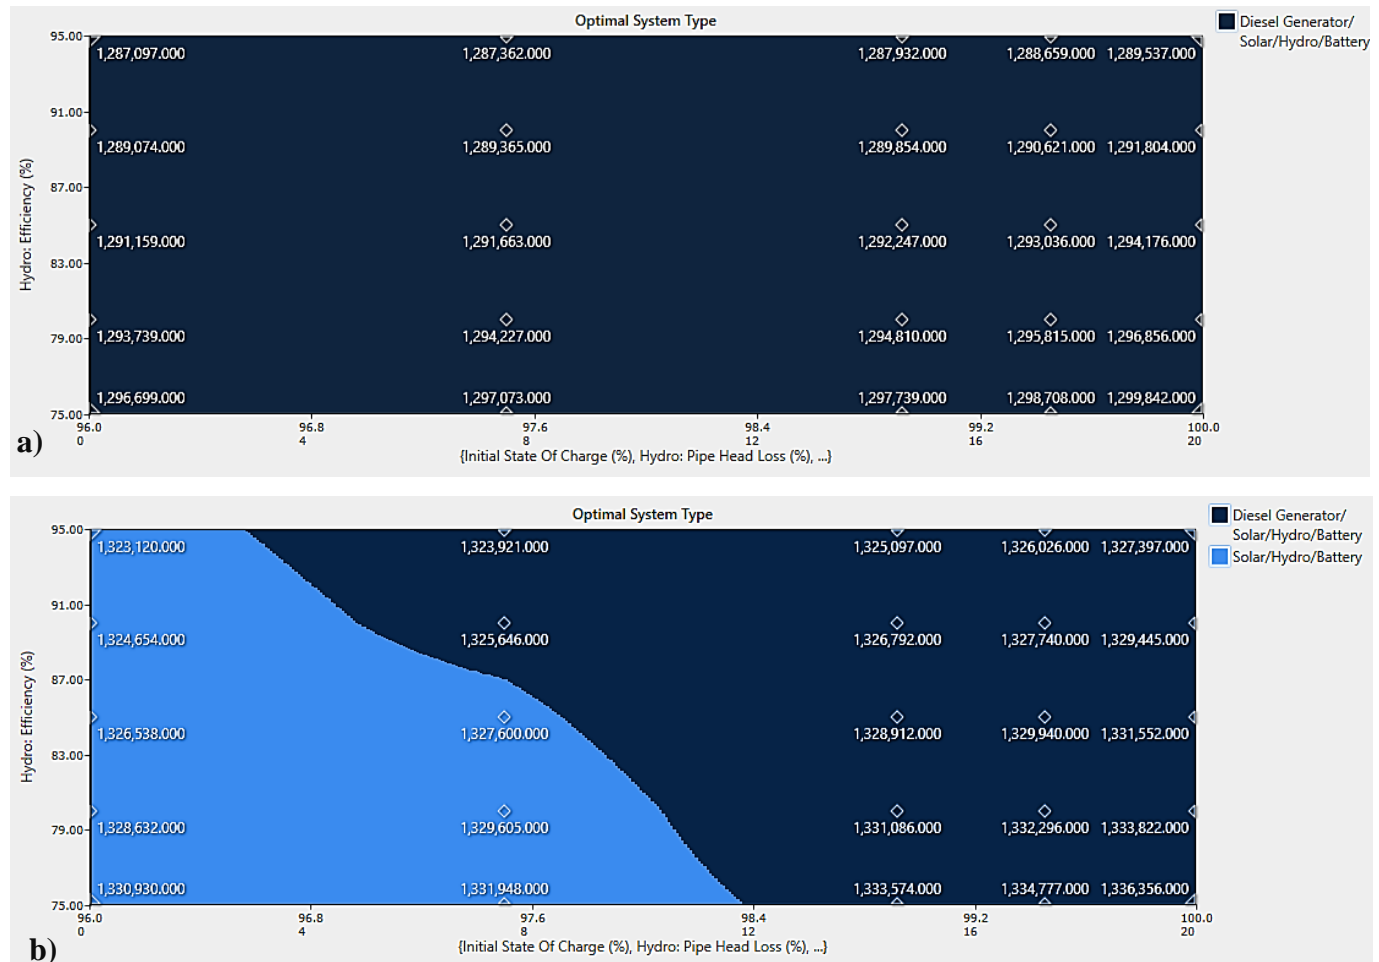 Optimal System Type
Diesel Generator/
Solar/Hydro/Battery
95.00
1,287,097.000 1,287,362.000 1,287,932.000 1,288,659.000 1,289,537.000
91.00
1,289,074.000 1,289,365.000 1,289,854.000 1,290,621.000 1,291,804.000
87.00
Hydro: Efficiency (%)
1,291,159.000 1,291,663.000 1,292,247.000 1,293,036.000 1,294,176.000
83.00
79.00
1,293,739.000 1,294,227.000 1,294,810.000 1,295,815.000 1,296,856.000
1,296,699.000 1,297,073.000 1,297,739.000 1,298,708.000 1,299,842.000
75.00
96.0 96.8 97.6 98.4 99.2 100.0
0 4 8 12 16 20
a)
{Initial State Of Charge (%), Hydro: Pipe Head Loss (%), ...}
Optimal System Type
Diesel Generator/
Solar/Hydro/Battery
Solar/Hydro/Battery
95.00
1,323,120.000 1,323,921.000 1,325,097.000 1,326,026.000 1,327,397.000
91.00
1,324,654.000 1,325,646.000 1,326,792.000 1,327,740.000 1,329,445.000
87.00
Hydro: Efficiency (%)
1,326,538.000 1,327,600.000 1,328,912.000 1,329,940.000 1,331,552.000
83.00
79.00
1,328,632.000 1,329,605.000 1,331,086.000 1,332,296.000 1,333,822.000
1,330,930.000 1,331,948.000 1,333,574.000 1,334,777.000 1,336,356.000
75.00
96.0 96.8 97.6 98.4 99.2 100.0
0 4 8 12 16 20
{Initial State Of Charge (%), Hydro: Pipe Head Loss (%), ...}
b)